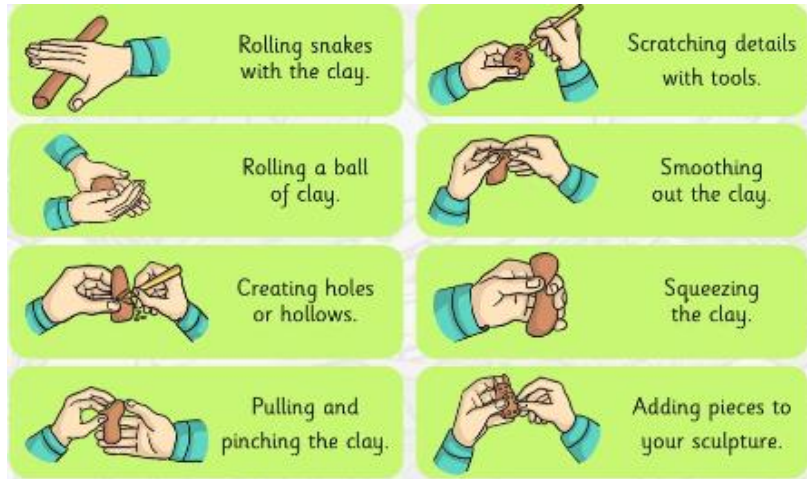 Rolling snakes
with the clay.
Scratching details
with tools.
Rolling a ball
of clay.
Smoothing
out the clay.
Creating holes
or hollows.
Squeezing
the clay.
Pulling and
pinching the clay.
Adding pieces to
your sculpture.